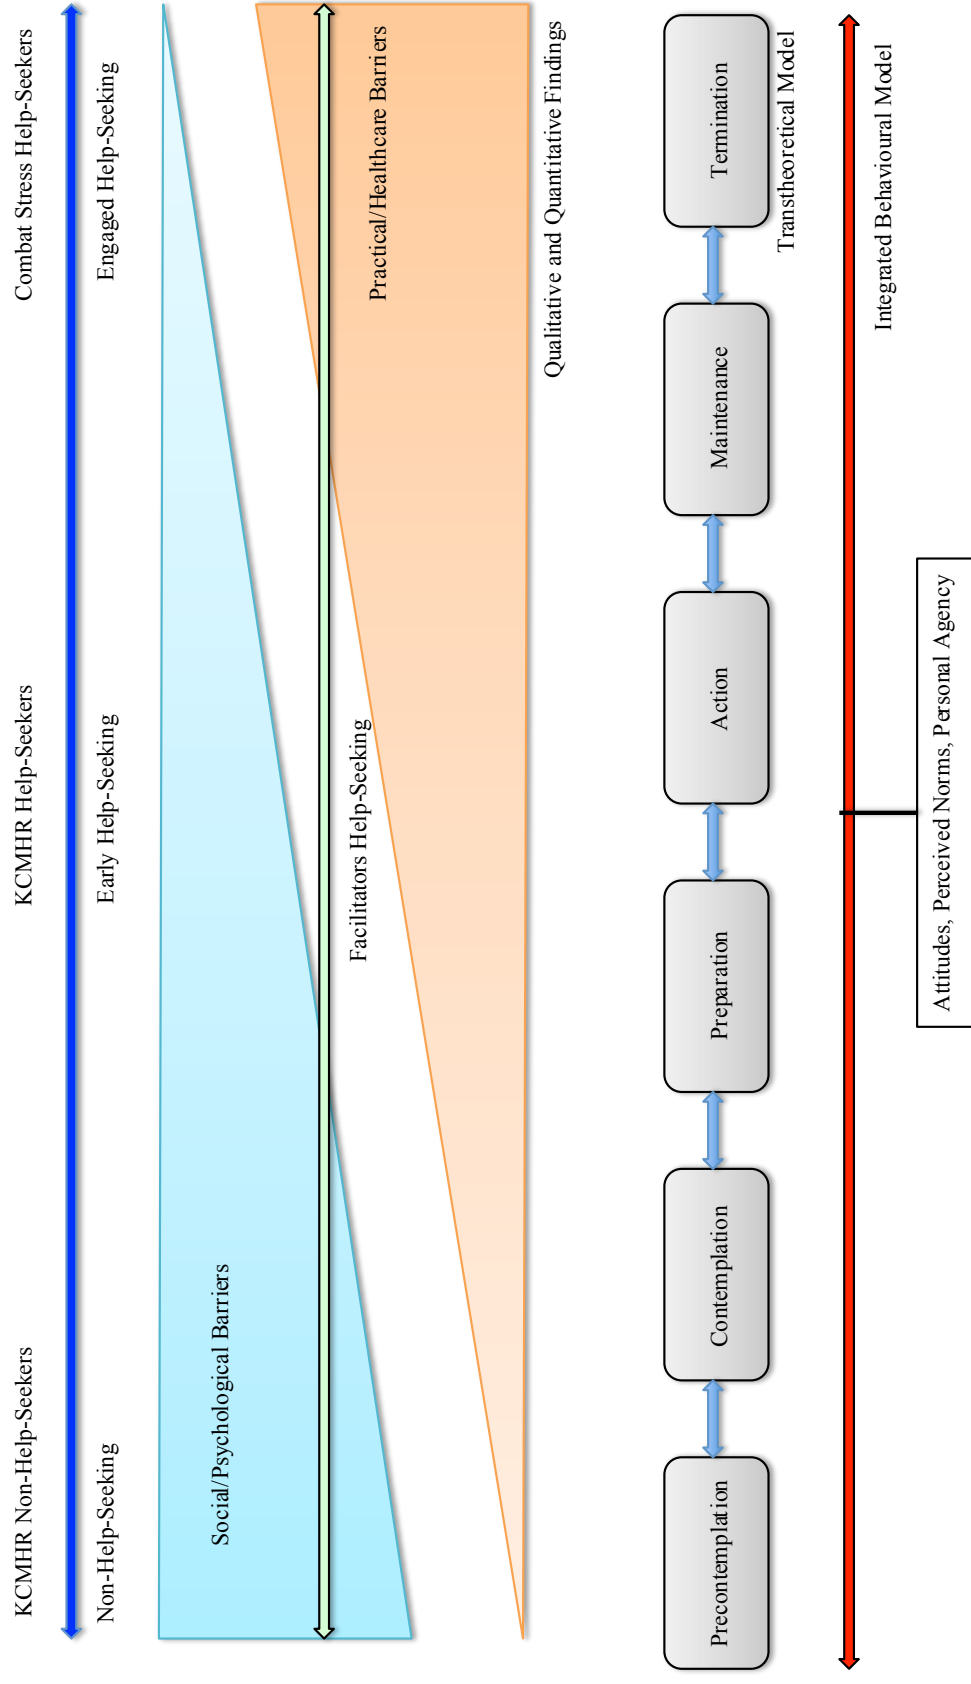 KCMHR Non-Help-Seekers
KCMHR Help-Seekers
Combat Stress Help-Seekers
Non-Help-Seeking
Early Help-Seeking
Engaged Help-Seeking
Social/Psychological Barriers
Facilitators Help-Seeking
Practical/Healthcare Barriers
Qualitative and Quantitative Findings
Precontemplation
Contemplation
Preparation
Action
Maintenance
Termination
Transtheoretical Model
Integrated Behavioural Model
Attitudes, Perceived Norms, Personal Agency